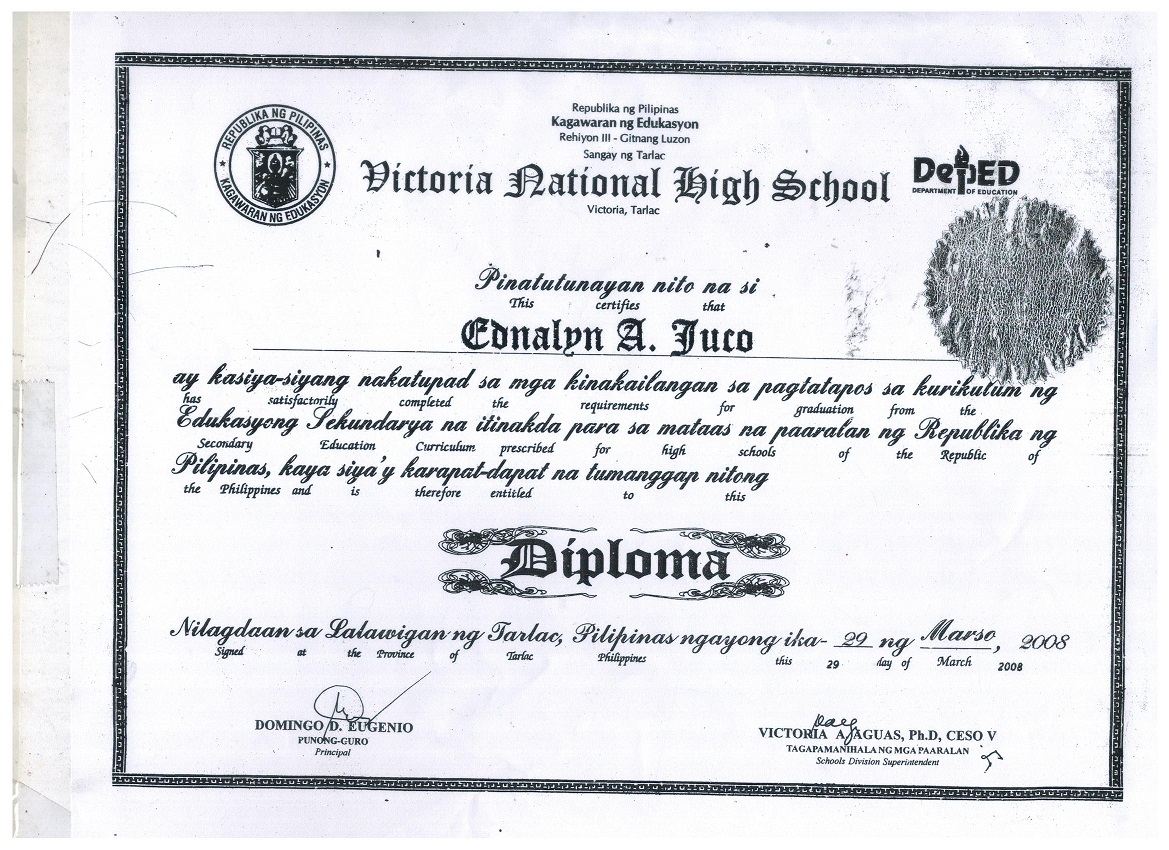 REPUBLIKA NG PILIPINAS
KAGAWARAN NG EDUKASYON
Republika ng Pilipinas
Kagawaran ng Edukasyon
Rehiyon III - Gitnang Luzon
Sangay ng Tarlac
Victoria National High School
Victoria, Tarlac
DepED
DEPARTMENT OF EDUCATION
Pinatutunayan nito na si
This certifies that
Ednalyn A. Juco
ay kasiya-siyang nakatupad sa mga kinakailangan sa pagtatapos sa kurikulum ng
has satisfactorily completed the requirements for graduation from the
Edukasyong Sekundarya na itinakda para sa mataas na paaralan ng Republika ng
Secondary Education Curriculum prescribed for high schools of the Republic of
Pilipinas, kaya siya'y karapat-dapat na tumanggap nitong
the Philippines and is therefore entitled to this
Diploma
Nilagdaan sa Lalawigan ng Tarlac, Pilipinas ngayong ika- 29 ng Marso, 2008
Signed at the Province of Tarlac Philippines this 29 day of March 2008
DOMINGO D. EUGENIO
PUNONG-GURO
Principal
VICTORIA A. AGUAS, Ph.D, CESO V
TAGAPAMANIHALA NG MGA PAARALAN
Schools Division Superintendent